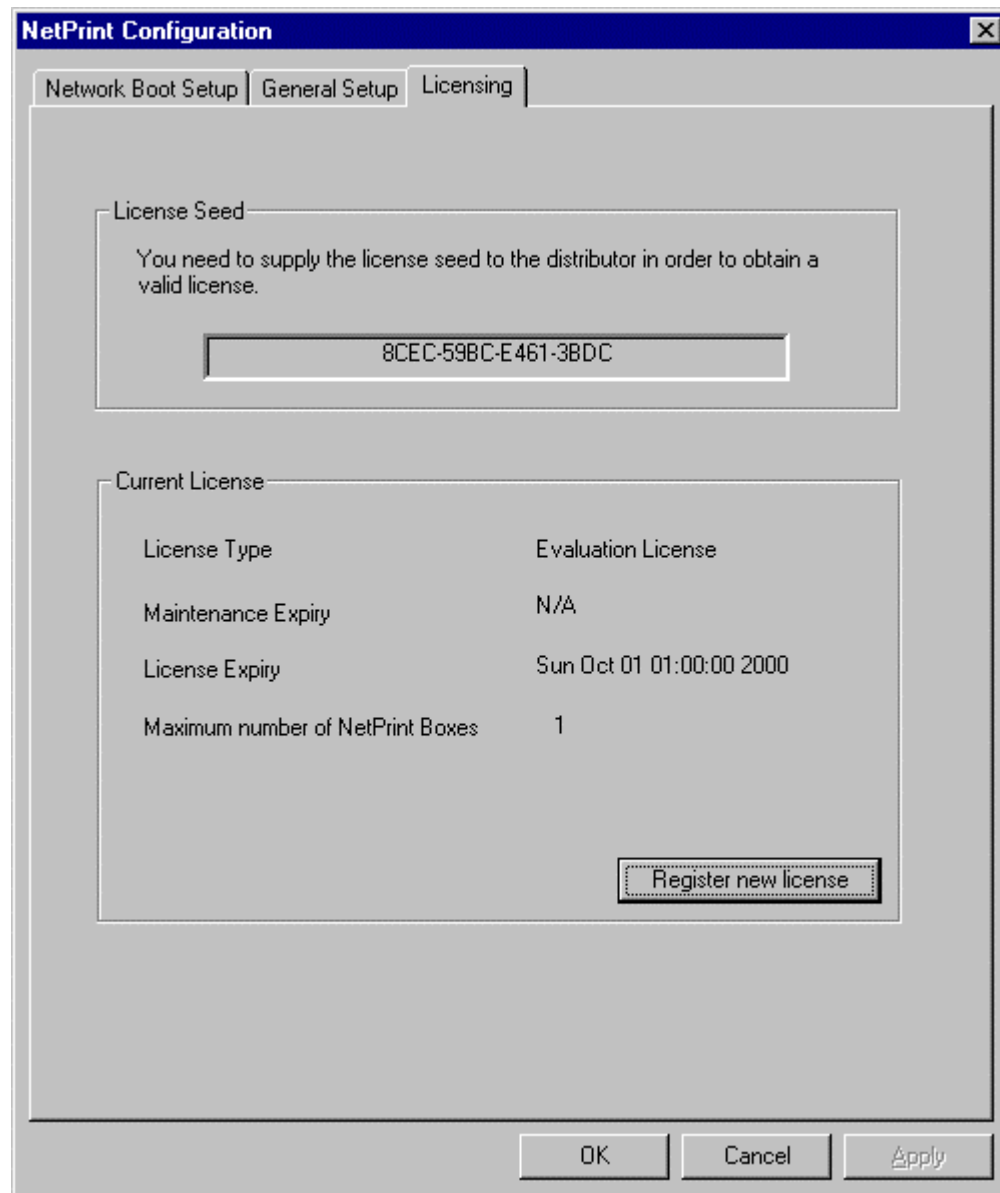 NetPrint Configuration
Network Boot Setup
General Setup
Licensing
License Seed
You need to supply the license seed to the distributor in order to obtain a
valid license.
8CEC-59BC-E461-3BDC
Current License
License Type Evaluation License
Maintenance Expiry N/A
License Expiry Sun Oct 01 01:00:00 2000
Maximum number of NetPrint Boxes 1
Register new license
OK
Cancel
Apply